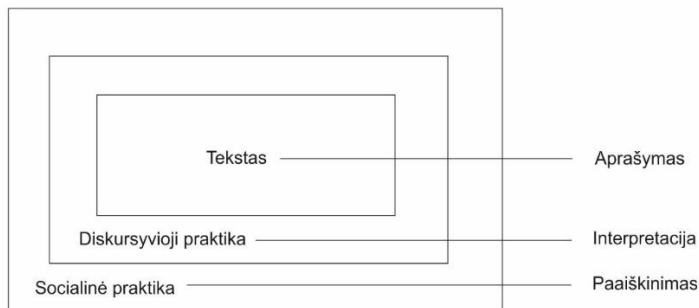 Tekstas Aprašymas
Diskursyvioji praktika Interpretacija
Socialinė praktika Paaiškinimas